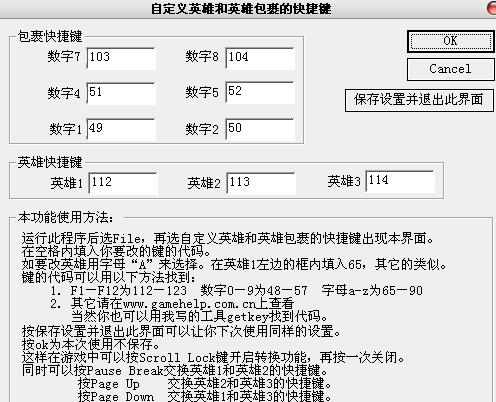 自定义英雄和英雄包裹的快捷键
包裹快捷键
数字7 103 数字8 104
数字4 51 数字5 52
数字1 49 数字2 50
OK
Cancel
保存设置并退出此界面
英雄快捷键
英雄1 112 英雄2 113 英雄3 114
本功能使用方法：
运行此程序后选File，再选自定义英雄和英雄包裹的快捷键出现本界面。
在空格内填入你要改的键的代码。
如要改英雄用字母“A”来选择。在英雄1左边的框内填入65，其它的类似。
键的代码可以用以下方法找到：
1. F1—F12为112—123 数字0—9为48—57 字母a-z为65—90
2. 其它请在www.gamehelp.com.cn上查看
当然你也可以用我写的工具getkey找到代码。
按保存设置并退出此界面可以让你下次使用同样的设置。
按ok为本次使用不保存。
这样在游戏中可以按Scroll Lock键开启转换功能，再按一次关闭。
同时可以按Pause Break交换英雄1和英雄2的快捷键。
按Page Up 交换英雄2和英雄3的快捷键。
按Page Down 交换英雄1和英雄3的快捷键。